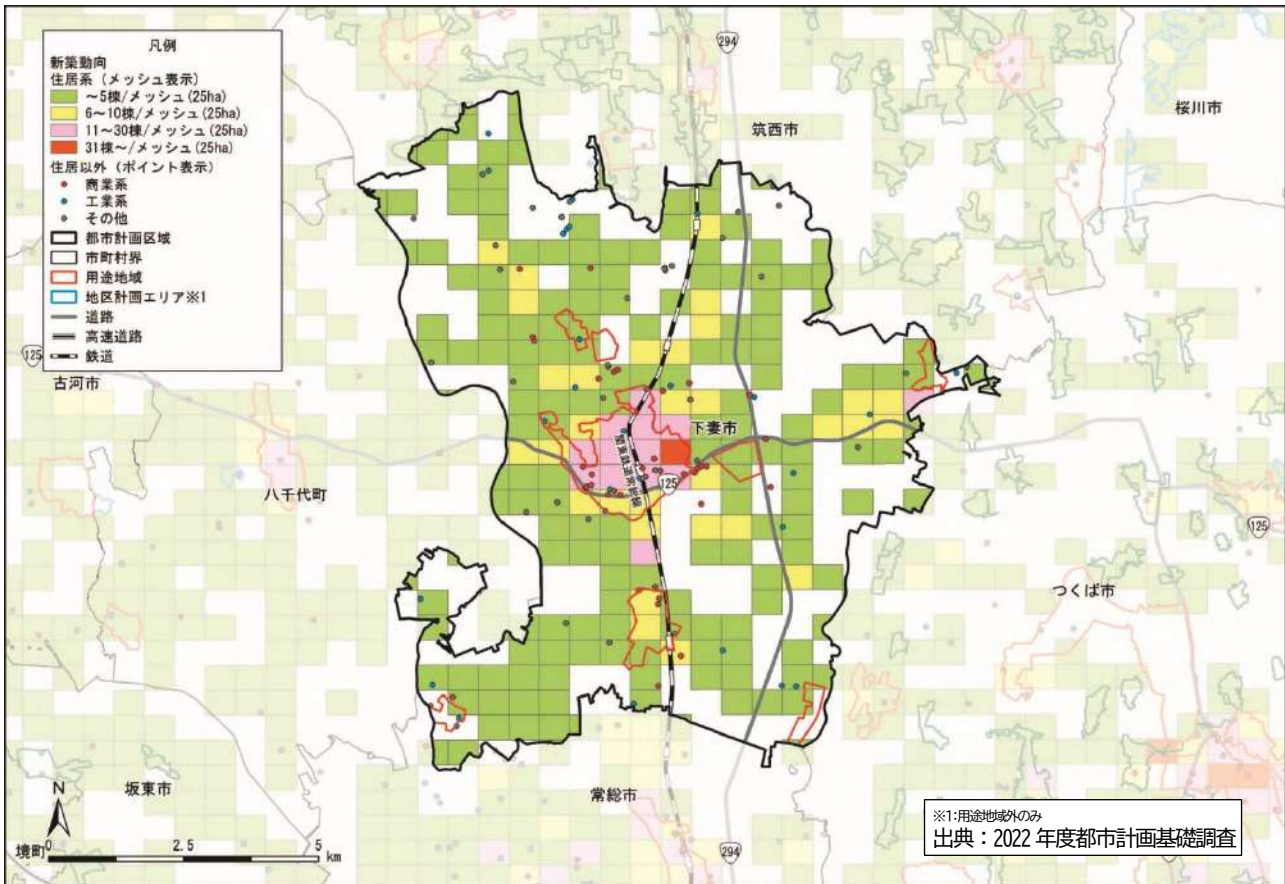 凡例
新築動向
住居系（メッシュ表示）
～5棟/メッシュ(25ha)
6～10棟/メッシュ(25ha)
11～30棟/メッシュ(25ha)
31棟～/メッシュ(25ha)
住居以外（ポイント表示）
商業系
工業系
その他
都市計画区域
市町村界
用途地域
地区計画エリア※1
道路
高速道路
鉄道
294
筑西市
桜川市
125
古河市
八千代町
下妻市
関東鉄道常総線
125
125
つくば市
坂東市
常総市
境町
294
N
0 2.5 5
km
※1:用途地域外のみ
出典：2022 年度都市計画基礎調査